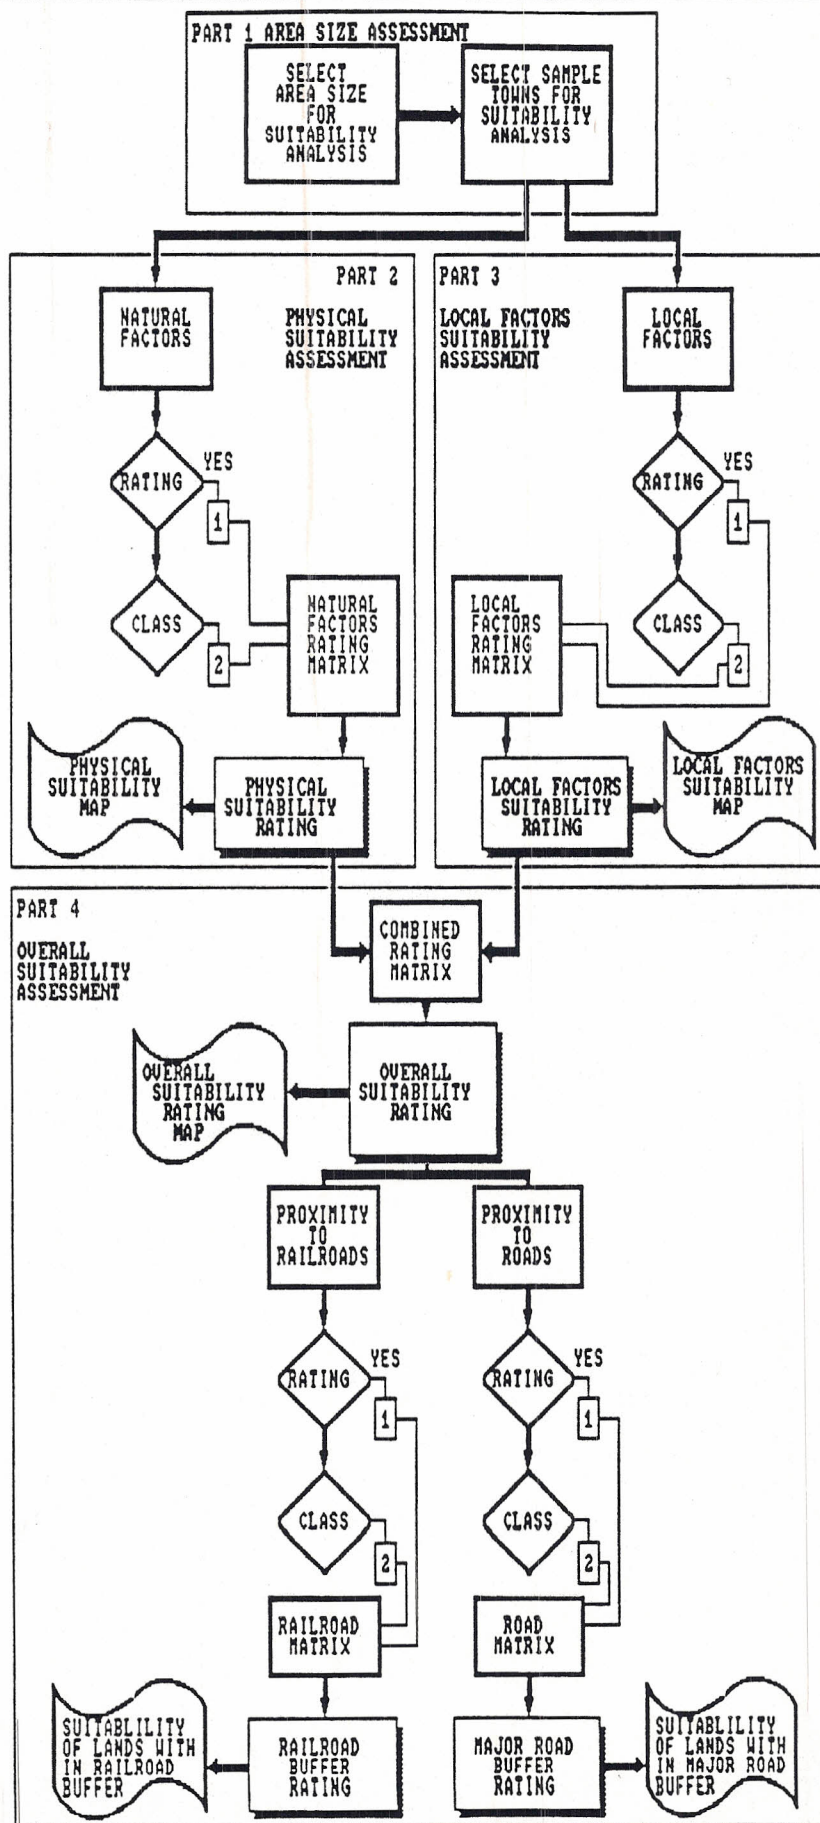 PART 1 AREA SIZE ASSESSMENT
SELECT
AREA SIZE
FOR
SUITABILITY
ANALYSIS
SELECT SAMPLE
TOWNS FOR
SUITABILITY
ANALYSIS
PART 2
PHYSICAL
SUITABILITY
ASSESSMENT
NATURAL
FACTORS
RATING
YES
1
CLASS
2
NATURAL
FACTORS
RATING
MATRIX
PHYSICAL
SUITABILITY
MAP
PHYSICAL
SUITABILITY
RATING
PART 3
LOCAL FACTORS
SUITABILITY
ASSESSMENT
LOCAL
FACTORS
RATING
YES
1
CLASS
2
LOCAL
FACTORS
RATING
MATRIX
LOCAL FACTORS
SUITABILITY
RATING
LOCAL FACTORS
SUITABILITY
MAP
PART 4
OVERALL
SUITABILITY
ASSESSMENT
COMBINED
RATING
MATRIX
OVERALL
SUITABILITY
RATING
MAP
OVERALL
SUITABILITY
RATING
PROXIMITY
TO
RAILROADS
RATING
YES
1
CLASS
2
RAILROAD
MATRIX
SUITABLILITY
OF LANDS WITH
IN RAILROAD
BUFFER
RAILROAD
BUFFER
RATING
PROXIMITY
TO
ROADS
RATING
YES
1
CLASS
2
ROAD
MATRIX
MAJOR ROAD
BUFFER
RATING
SUITABLILITY
OF LANDS WITH
IN MAJOR ROAD
BUFFER